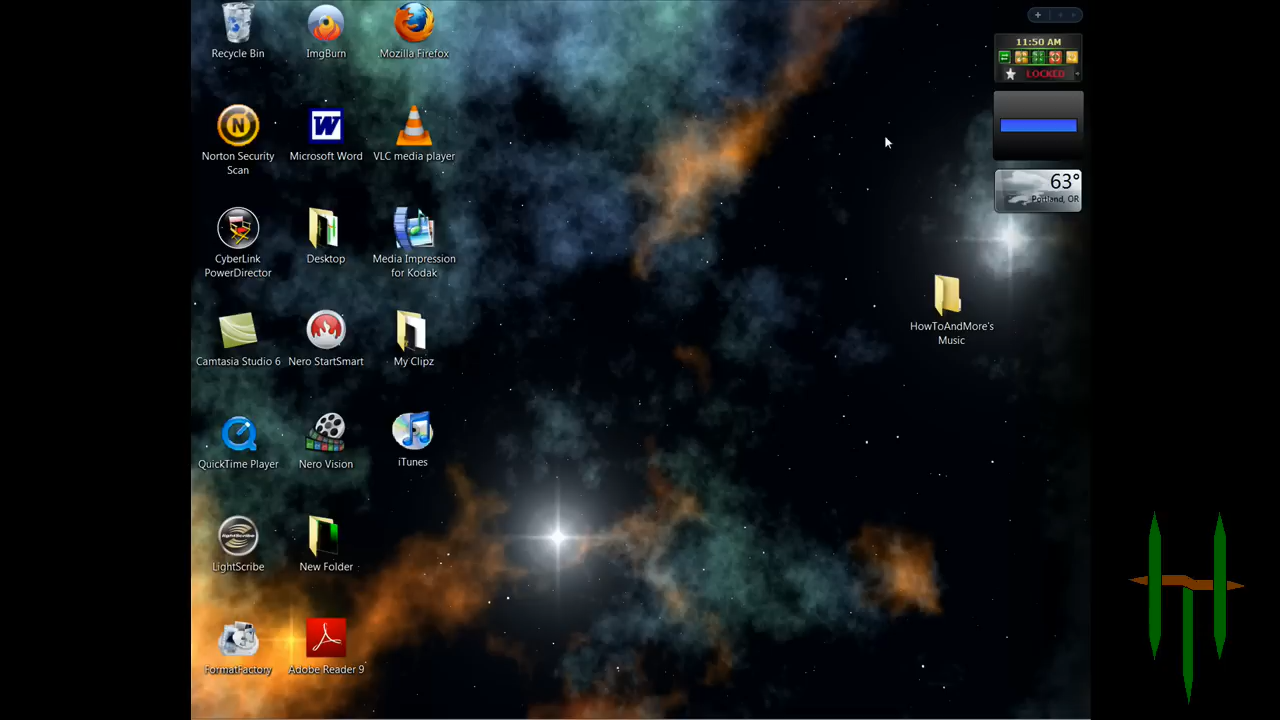 Recycle Bin
ImgBurn
Mozilla Firefox
Norton Security
Scan
Microsoft Word
VLC media player
CyberLink
PowerDirector
Desktop
Media Impression
for Kodak
Camtasia Studio 6
Nero StartSmart
My Clipz
QuickTime Player
Nero Vision
iTunes
LightScribe
New Folder
FormatFactory
Adobe Reader 9
11:50 AM
LOCKED
63°
Portland, OR
HowToAndMore's
Music